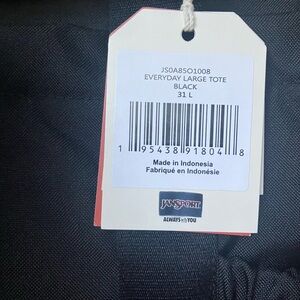 JS0A85O1008
EVERYDAY LARGE TOTE
BLACK
31 L
1 95438 91804 8
Made in Indonesia
Fabriqué en Indonésie
JANSPORT
ALWAYS with YOU